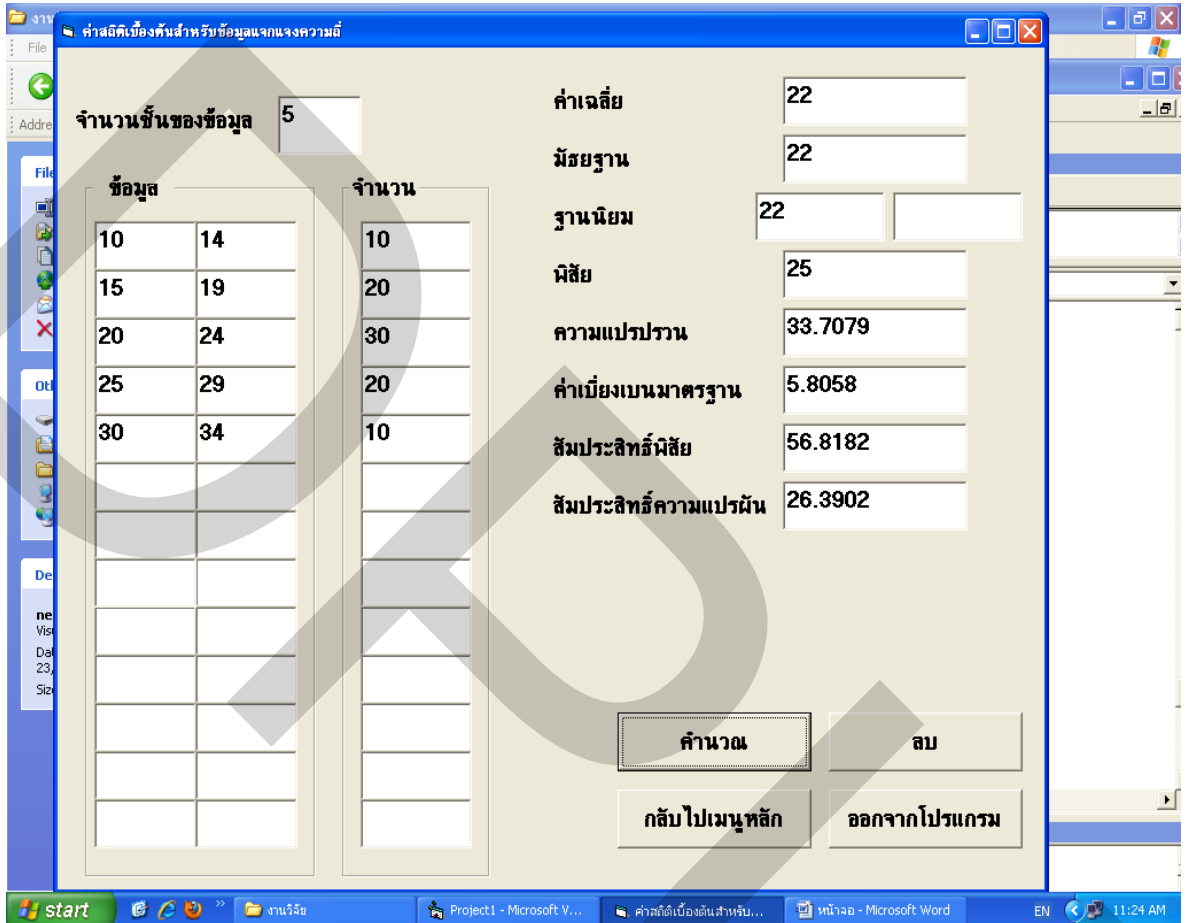 งาน
ค่าสถิติเบื้องต้นสำหรับข้อมูลแจกแจงความถี่
File
Addre
จำนวนชั้นของข้อมูล 5
ข้อมูล จำนวน
10 14 10
15 19 20
20 24 30
25 29 20
30 34 10
ค่าเฉลี่ย 22
มัธยฐาน 22
ฐานนิยม 22
พิสัย 25
ความแปรปรวน 33.7079
ค่าเบี่ยงเบนมาตรฐาน 5.8058
สัมประสิทธิ์พิสัย 56.8182
สัมประสิทธิ์ความแปรผัน 26.3902
คำนวณ ลบ
กลับไปเมนูหลัก ออกจากโปรแกรม
File
Otl
De
ne
Visu
Dat
23,
Size
start งานวิจัย Project1 - Microsoft V... ค่าสถิติเบื้องต้นสำหรับ... หน้าจอ - Microsoft Word EN 11:24 AM